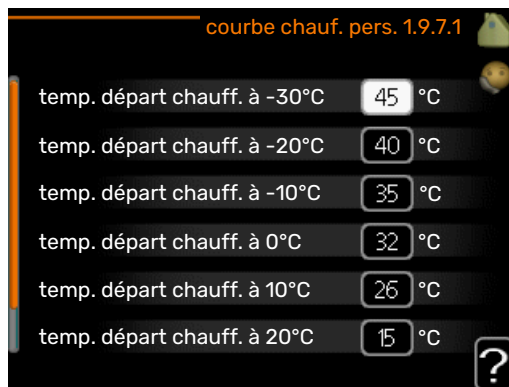 courbe chauf. pers. 1.9.7.1
temp. départ chauff. à -30°C 45 °C
temp. départ chauff. à -20°C 40 °C
temp. départ chauff. à -10°C 35 °C
temp. départ chauff. à 0°C 32 °C
temp. départ chauff. à 10°C 26 °C
temp. départ chauff. à 20°C 15 °C
?